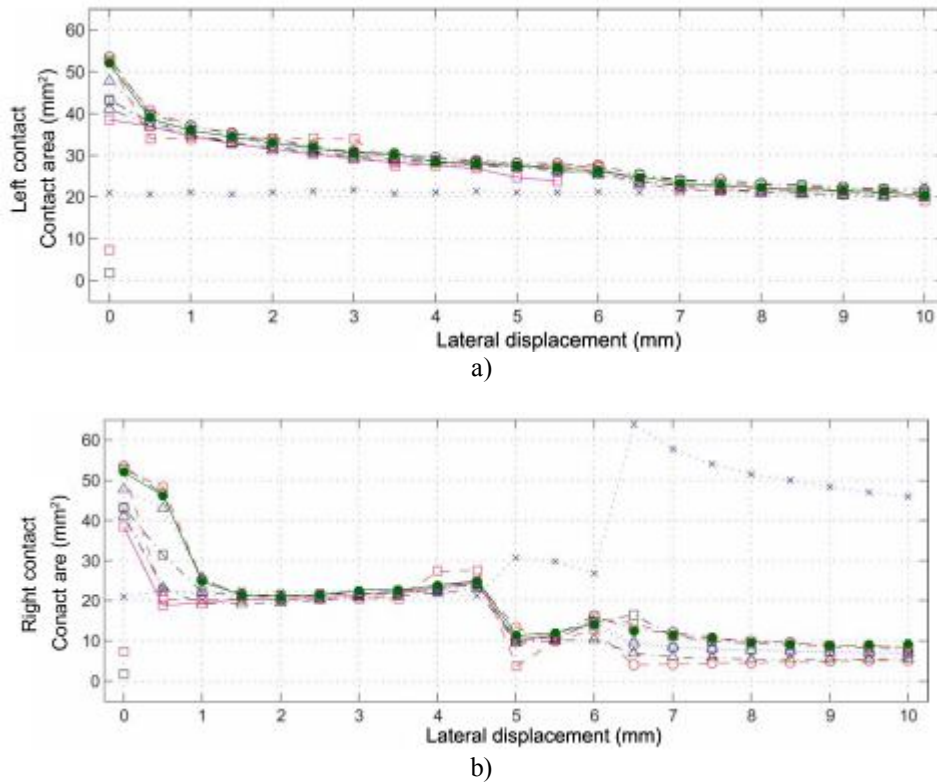 60
50
40
30
20
10
0
Left contact
Contact area (mm²)
0 1 2 3 4 5 6 7 8 9 10
Lateral displacement (mm)
a)
60
50
40
30
20
10
0
Right contact
Conact are (mm²)
0 1 2 3 4 5 6 7 8 9 10
Lateral displacement (mm)
b)